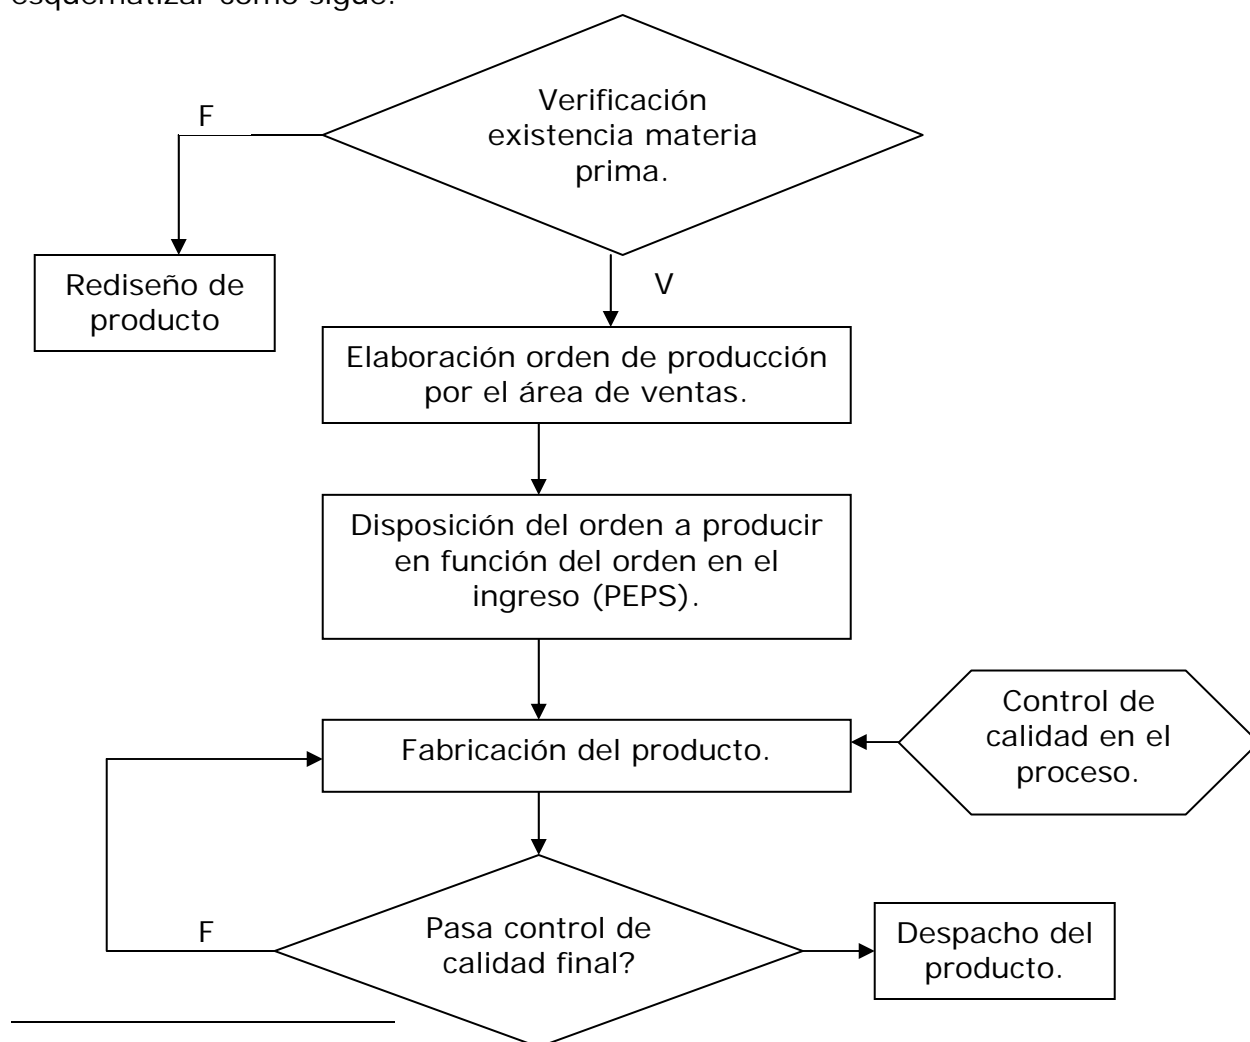 esquematizar como sigue:
Verificación
existencia materia
prima.
F
V
Rediseño de
producto
Elaboración orden de producción
por el área de ventas.
Disposición del orden a producir
en función del orden en el
ingreso (PEPS).
Control de
calidad en el
proceso.
Fabricación del producto.
F
Pasa control de
calidad final?
Despacho del
producto.